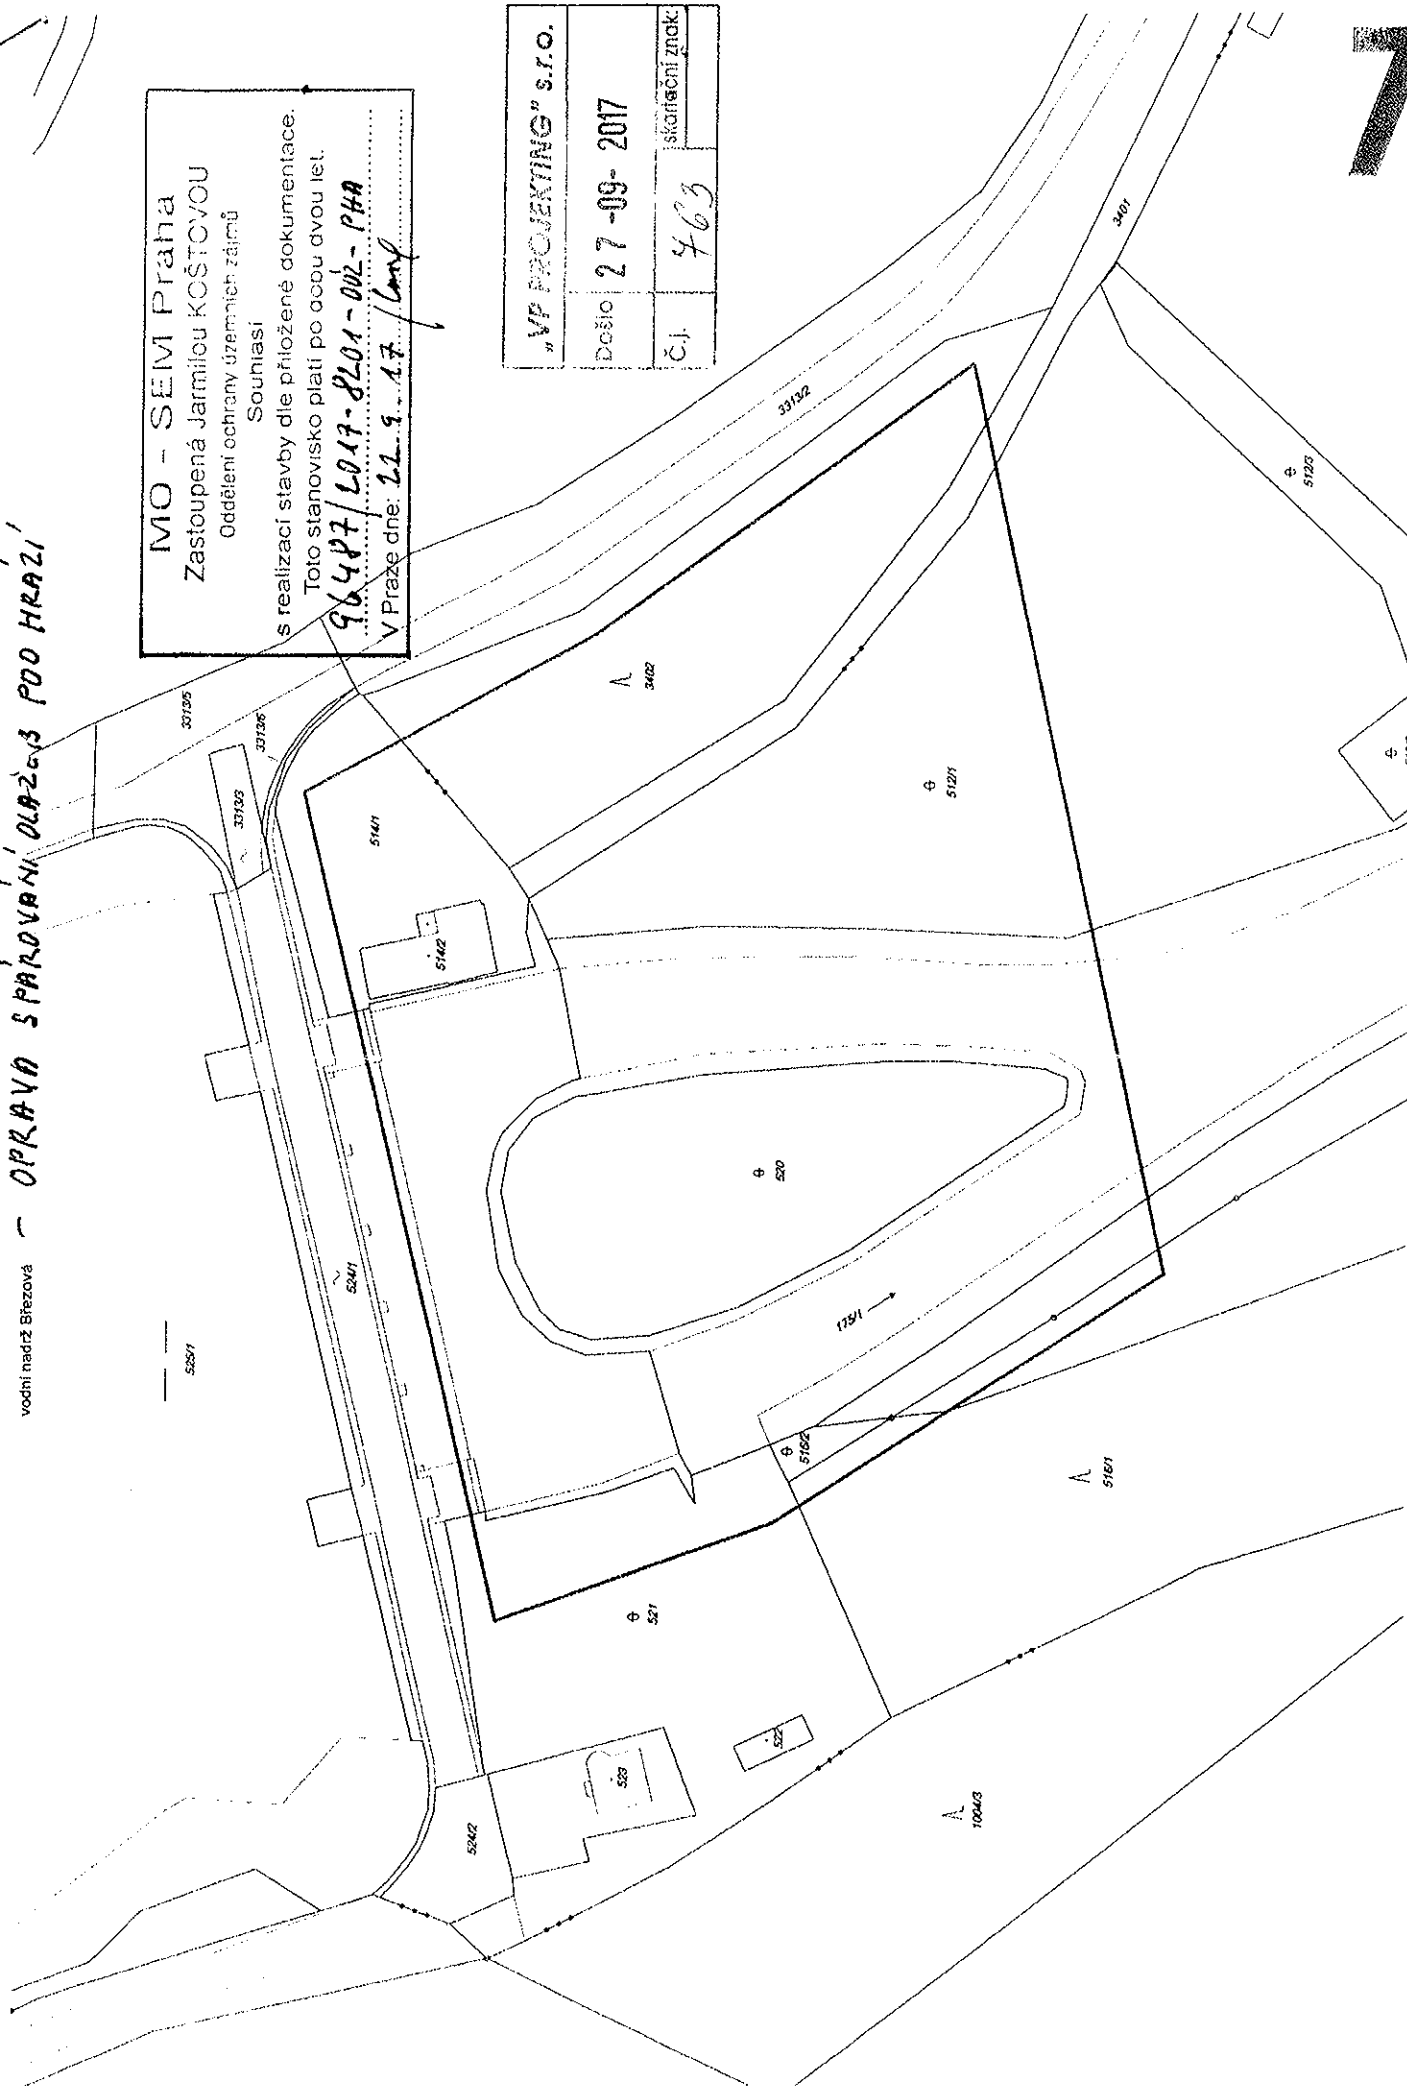 vodní nadrž Březová – OPRAVA SPÁROVÁNÍ DLAŽeb POD HRÁZÍ
MO - SEM Praha
Zastoupená Jarmilou KOŠTOVOU
Oddělení ochrany územních zájmů
Souhlasí
s realizací stavby dle přiložené dokumentace.
Toto stanovisko platí po dobu dvou let.
96487/2017-8201-OÚZ-PHA
V Praze dne: 22.9.17
„VP PROJEKTING" s.r.o.
Došlo 27-09-2017
Č.j. 463 skartační znak:
7
525/1
3313/5
3313/6
3313/3
514/1
514/2
524/1
3402
3313/2
3401
512/3
512/1
520
175/1
516/2
516/1
521
522
523
524/2
1004/3